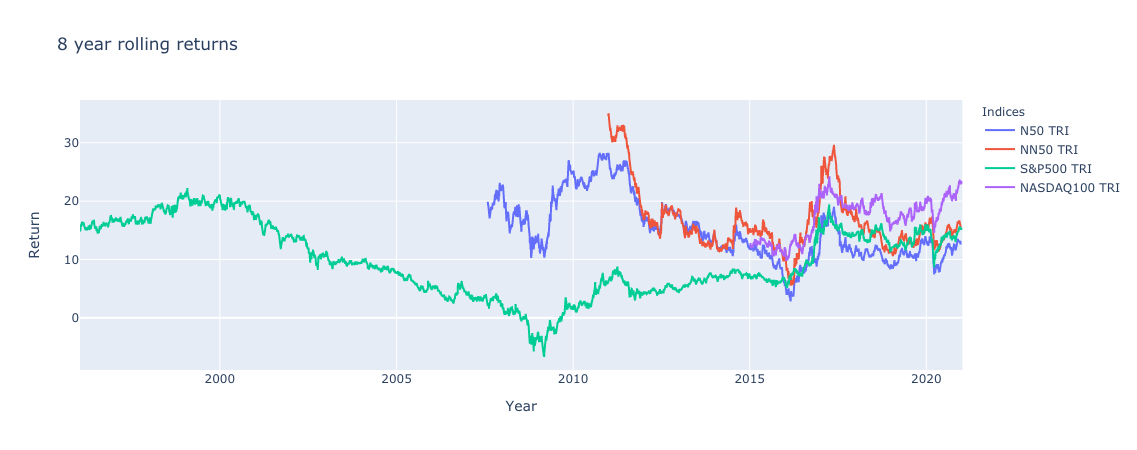 8 year rolling returns
Indices
N50 TRI
NN50 TRI
S&P500 TRI
NASDAQ100 TRI
Return
30
20
10
0
2000
2005
2010
2015
2020
Year